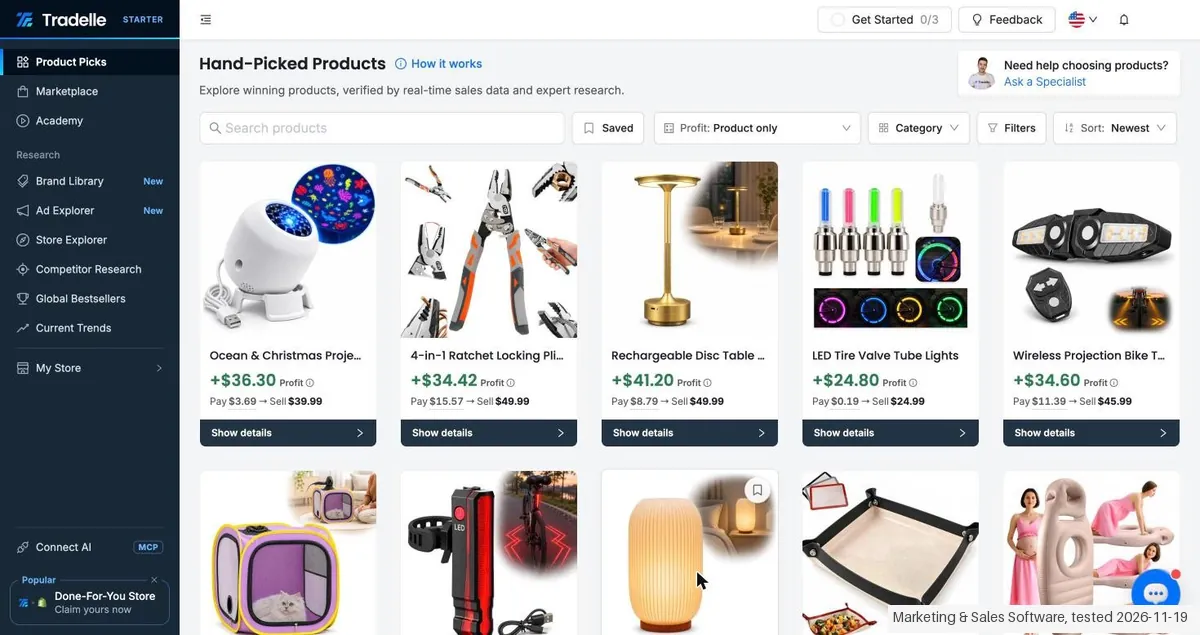 Tradelle STARTER
Get Started 0/3
Feedback
Product Picks
Marketplace
Academy
Research
Brand Library New
Ad Explorer New
Store Explorer
Competitor Research
Global Bestsellers
Current Trends
My Store
Connect AI MCP
Popular
Done-For-You Store
Claim yours now
Hand-Picked Products How it works
Explore winning products, verified by real-time sales data and expert research.
Need help choosing products?
Ask a Specialist
Search products
Saved
Profit: Product only
Category
Filters
Sort: Newest
Ocean & Christmas Proje...
+$36.30 Profit
Pay $3.69 → Sell $39.99
Show details
4-in-1 Ratchet Locking Pli...
+$34.42 Profit
Pay $15.57 → Sell $49.99
Show details
Rechargeable Disc Table ...
+$41.20 Profit
Pay $8.79 → Sell $49.99
Show details
LED Tire Valve Tube Lights
+$24.80 Profit
Pay $0.19 → Sell $24.99
Show details
Wireless Projection Bike T...
+$34.60 Profit
Pay $11.39 → Sell $45.99
Show details
LED
Marketing & Sales Software, tested 2026-11-19